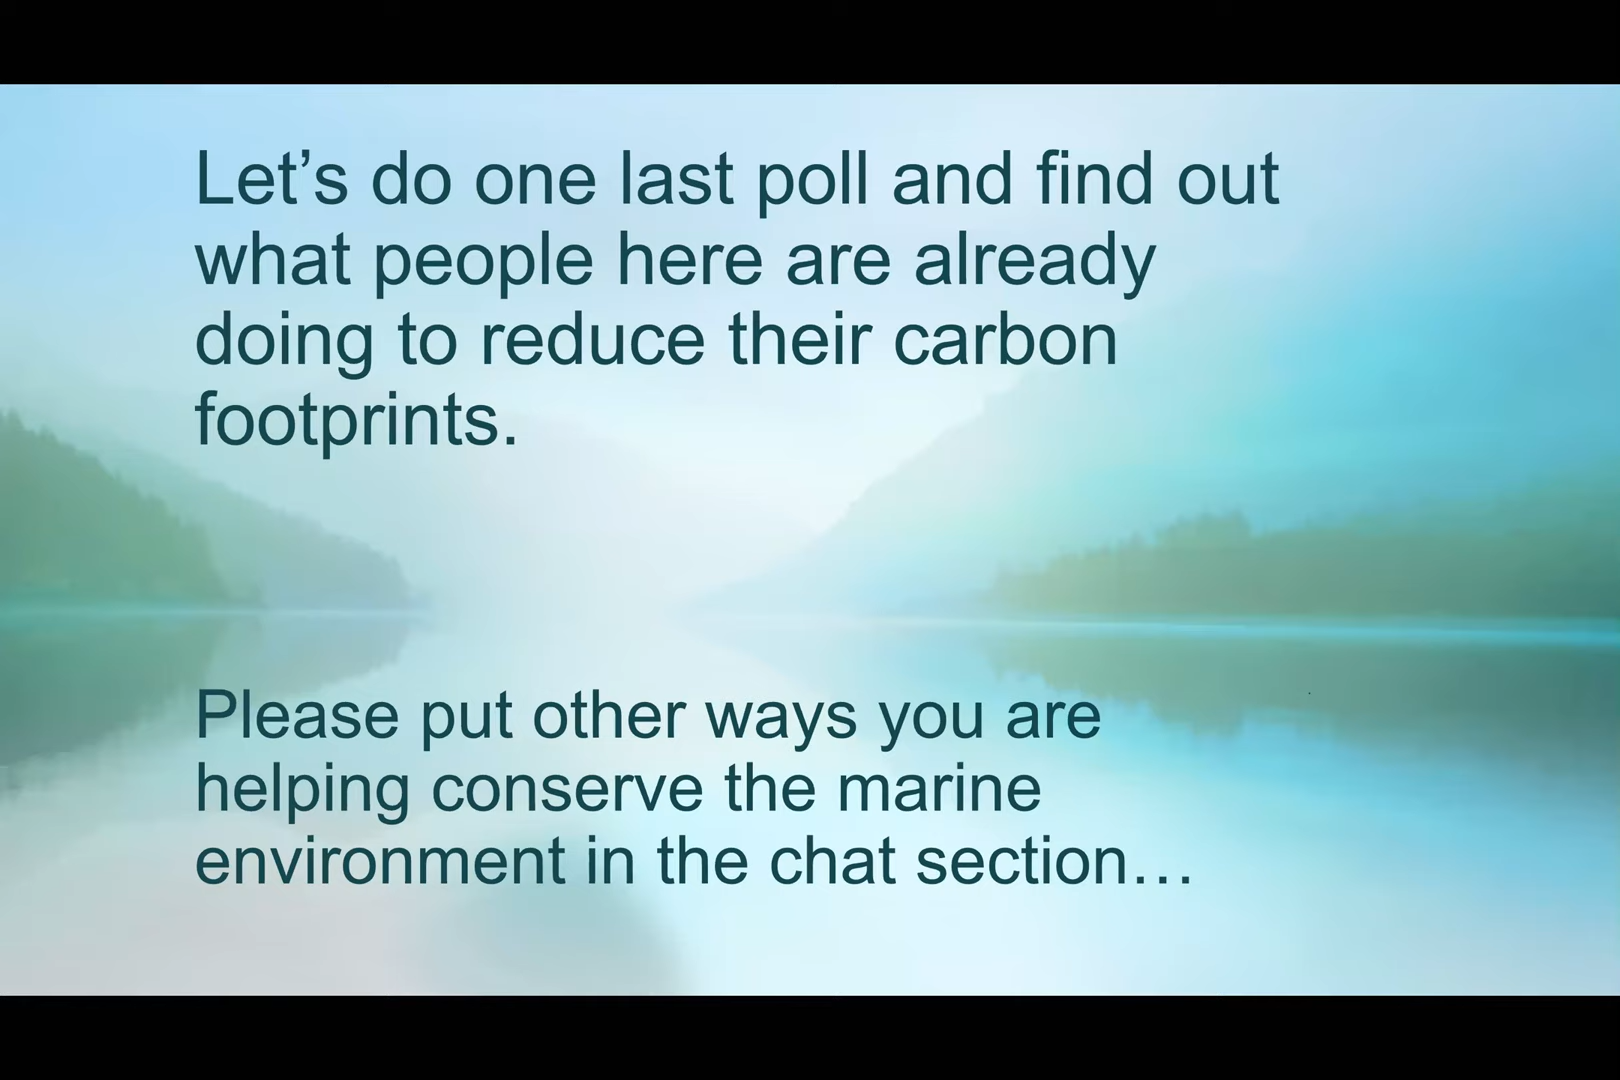 Let’s do one last poll and find out
what people here are already
doing to reduce their carbon
footprints.
Please put other ways you are
helping conserve the marine
environment in the chat section…